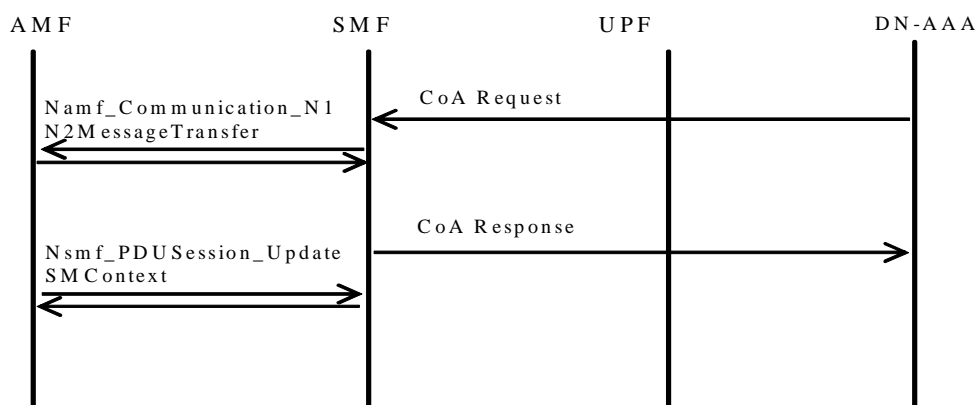 AMF
SMF
UPF
DN-AAA
CoA Request
Namf_Communication_N1
N2MessageTransfer
CoA Response
Nsmf_PDUSession_Update
SMContext